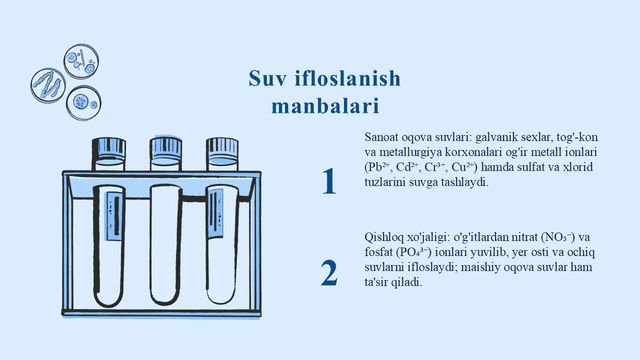 Suv ifloslanish
manbalari
1
Sanoat oqova suvlari: galvanik sexlar, tog'-kon
va metallurgiya korxonalari og'ir metall ionlari
(Pb²⁺, Cd²⁺, Cr³⁺, Cu²⁺) hamda sulfat va xlorid
tuzlarini suvga tashlaydi.
2
Qishloq xo'jaligi: o'g'itlardan nitrat (NO₃⁻) va
fosfat (PO₄³⁻) ionlari yuvilib, yer osti va ochiq
suvlarni ifloslaydi; maishiy oqova suvlar ham
ta'sir qiladi.